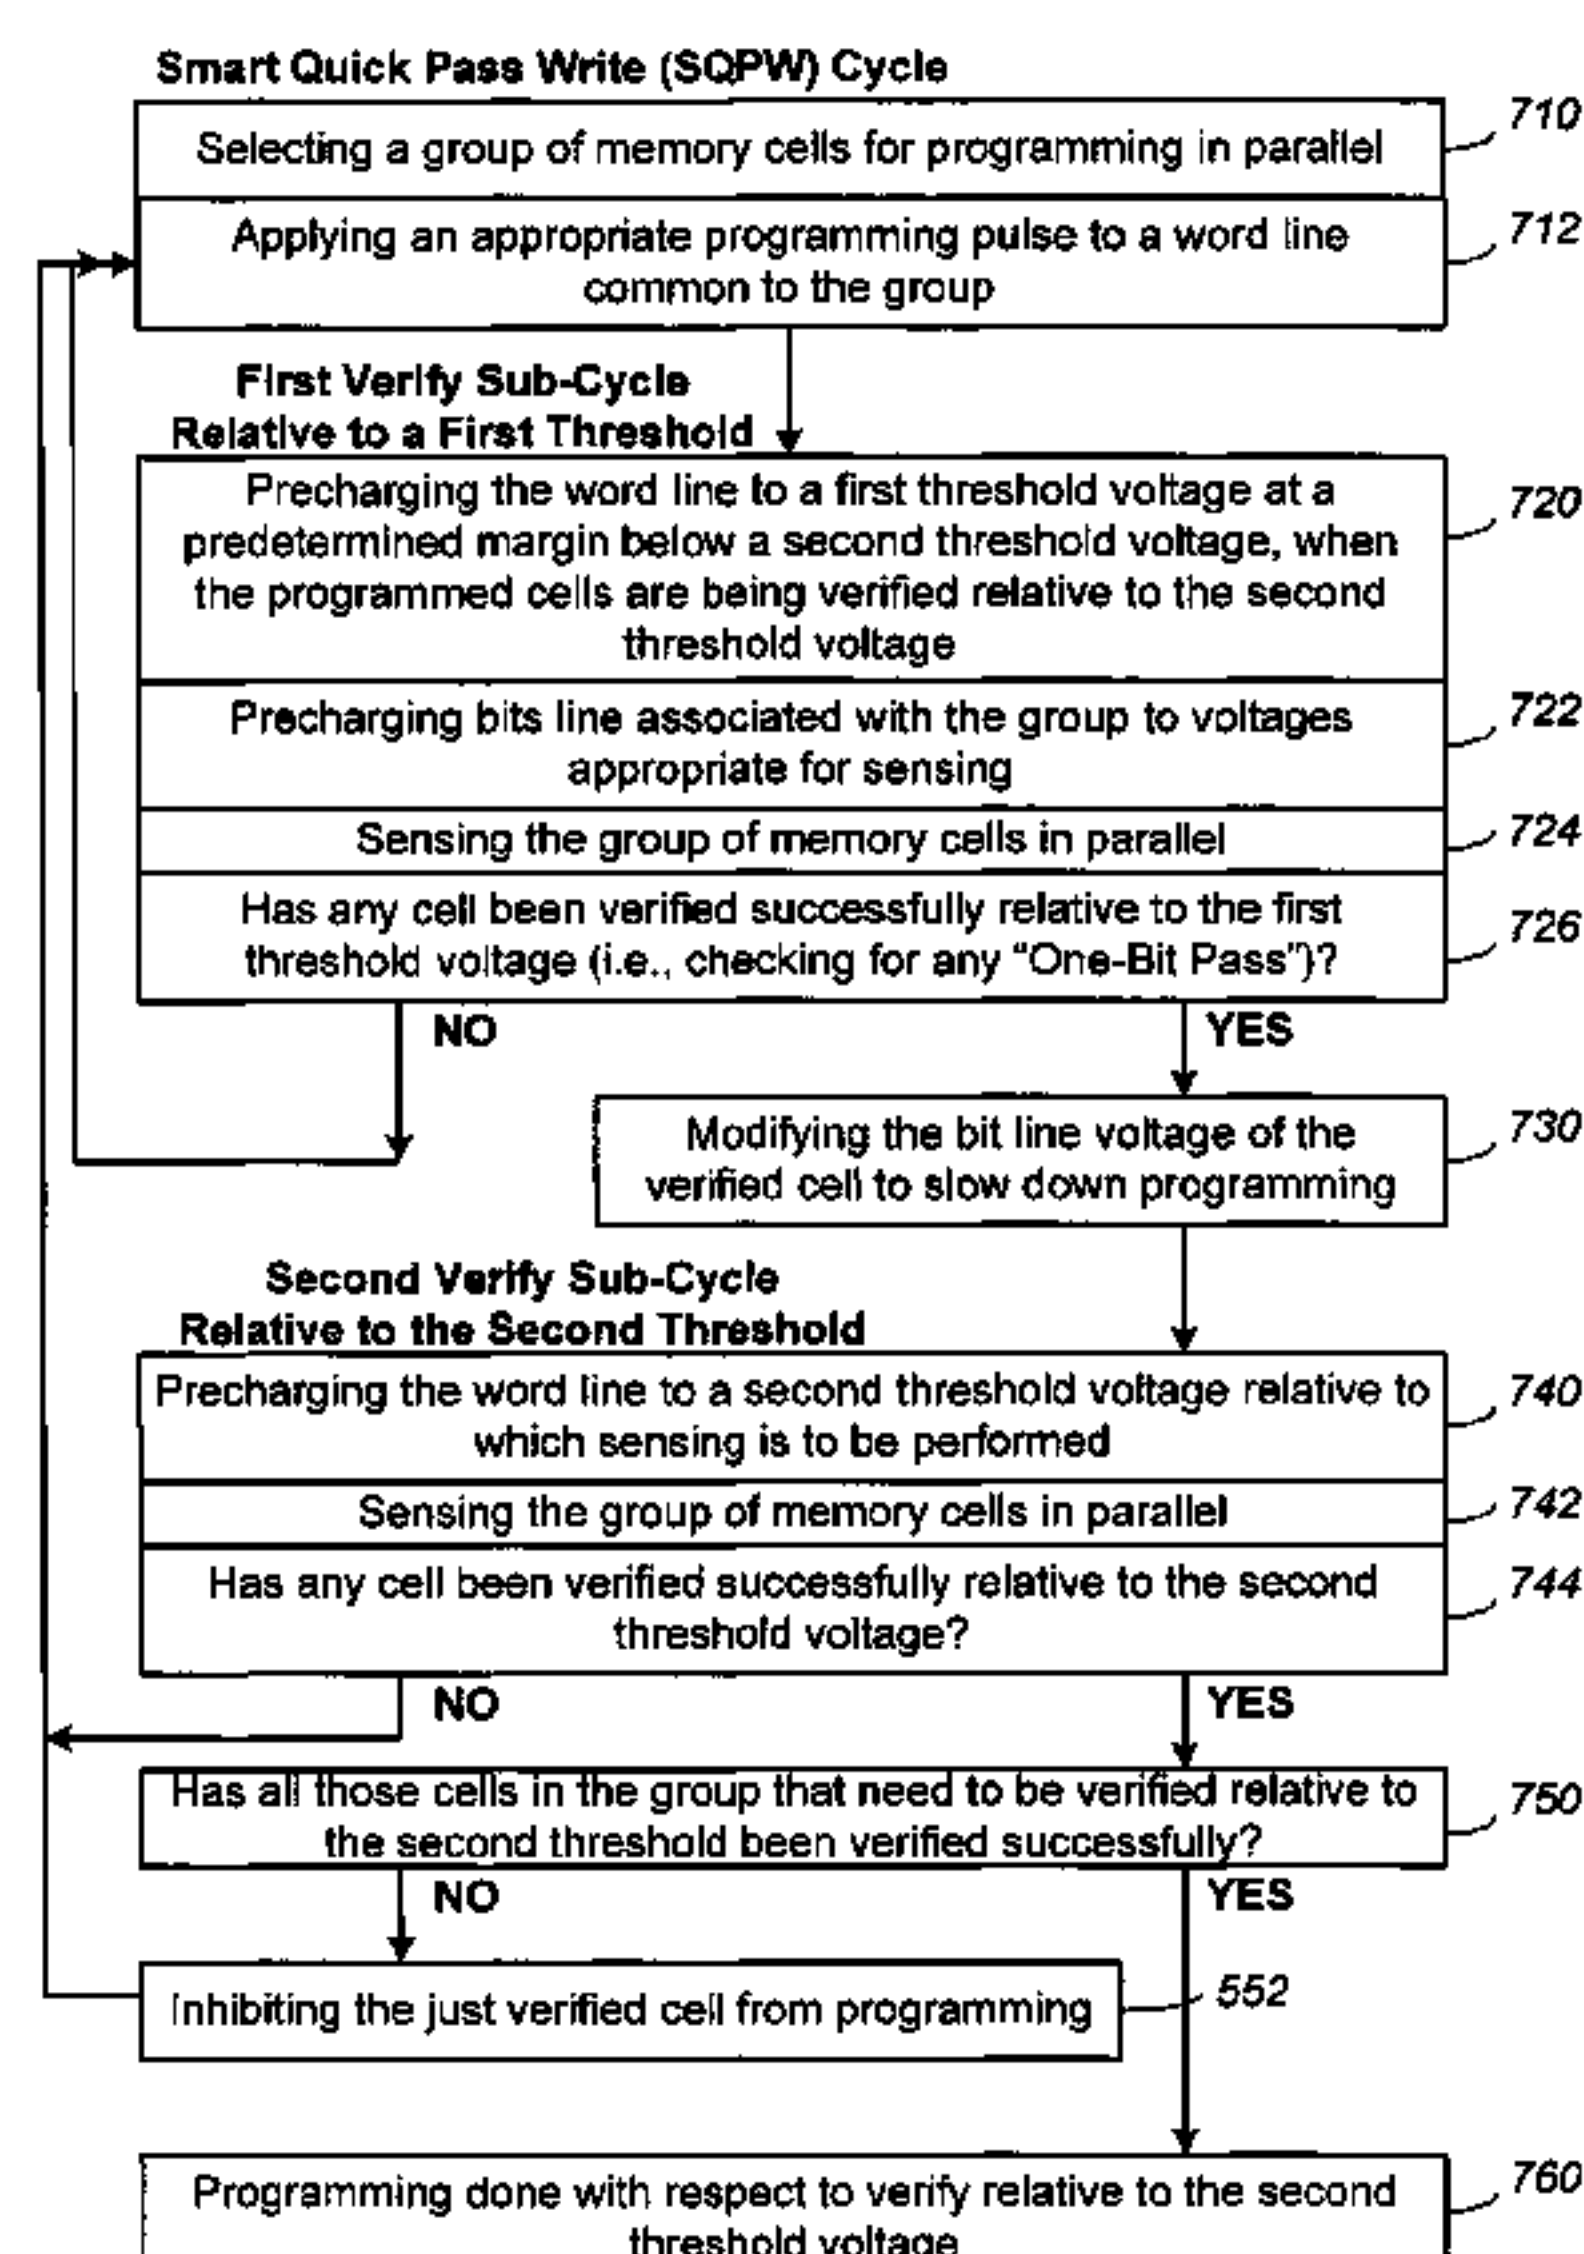 Smart Quick Pass Write (SQPW) Cycle
710
Selecting a group of memory cells for programming in parallel
712
Applying an appropriate programming pulse to a word line
common to the group
First Verify Sub-Cycle
Relative to a First Threshold
Precharging the word line to a first threshold voltage at a
720
predetermined margin below a second threshold voltage, when
the programmed cells are being verified relative to the second
threshold voltage
722
Precharging bits line associated with the group to voltages
appropriate for sensing
724
Sensing the group of memory cells in parallel
Has any cell been verified successfully relative to the first
726
threshold voltage (i.e., checking for any "One-Bit Pass")?
NO
YES
730
Modifying the bit line voltage of the
verified cell to slow down programming
Second Verify Sub-Cycle
Relative to the Second Threshold
740
Precharging the word line to a second threshold voltage relative to
which sensing is to be performed
742
Sensing the group of memory cells in parallel
744
Has any cell been verified successfully relative to the second
threshold voltage?
NO
YES
750
Has all those cells in the group that need to be verified relative to
the second threshold been verified successfully?
NO
YES
552
Inhibiting the just verified cell from programming
760
Programming done with respect to verify relative to the second
threshold voltage